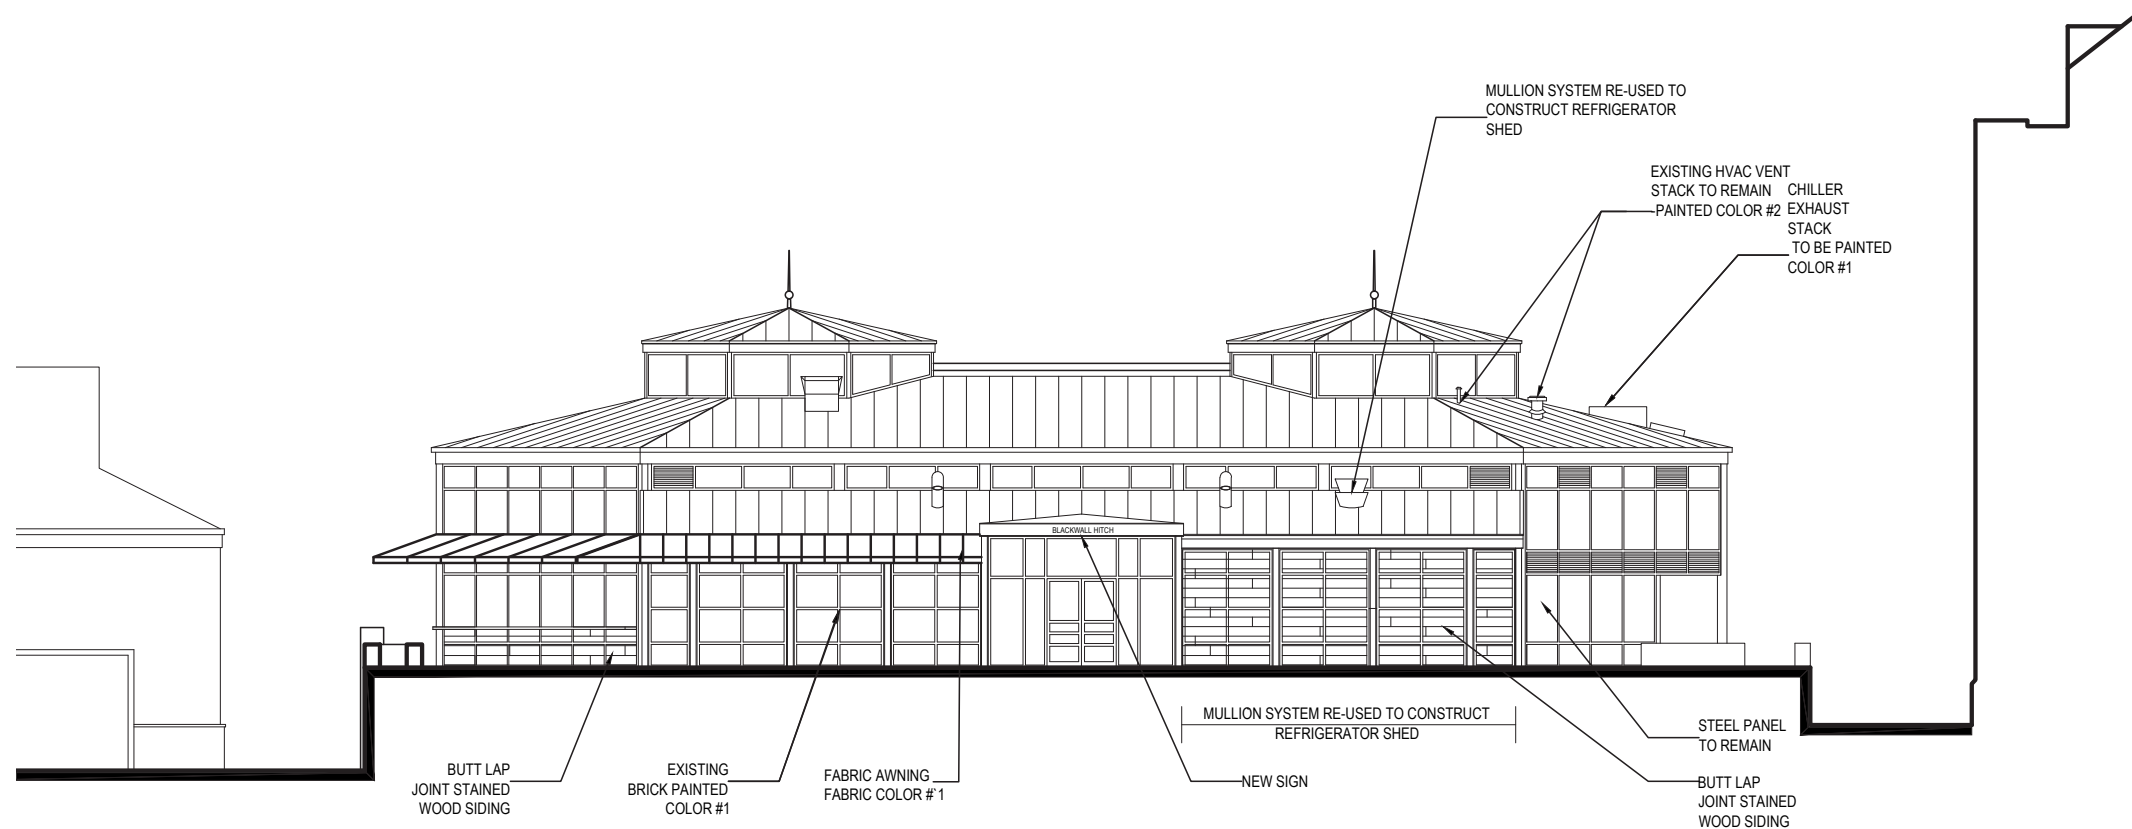 MULLION SYSTEM RE-USED TO
CONSTRUCT REFRIGERATOR
SHED
EXISTING HVAC VENT
STACK TO REMAIN
PAINTED COLOR #2
CHILLER
EXHAUST
STACK
TO BE PAINTED
COLOR #1
BLACKWALL HITCH
MULLION SYSTEM RE-USED TO CONSTRUCT
REFRIGERATOR SHED
STEEL PANEL
TO REMAIN
BUTT LAP
JOINT STAINED
WOOD SIDING
EXISTING
BRICK PAINTED
COLOR #1
FABRIC AWNING
FABRIC COLOR #`1
NEW SIGN
BUTT LAP
JOINT STAINED
WOOD SIDING